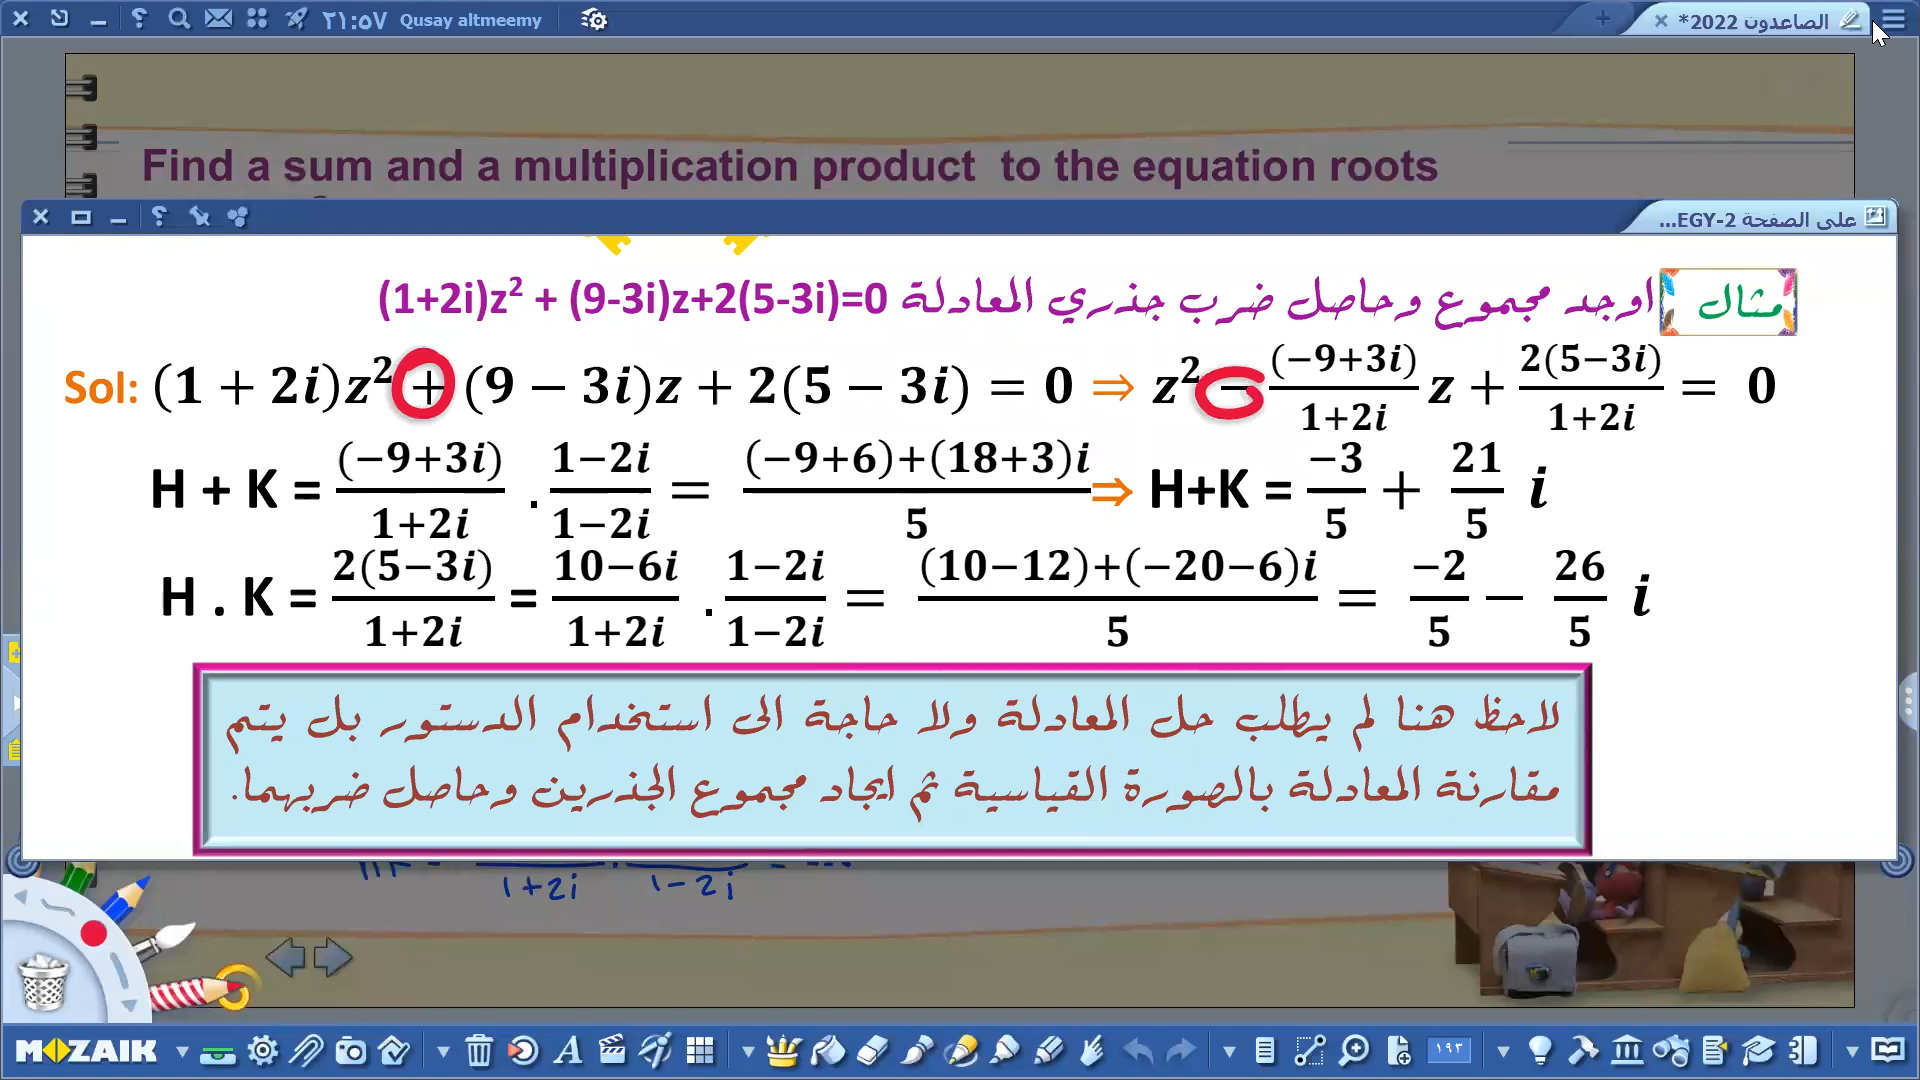 ٢١:٥٧ Qusay altmeemy
الصاعدون 2022*
Find a sum and a multiplication product to the equation roots
على الصفحة EGY-2...
مثال اوجد مجموع وحاصل ضرب جذري المعادلة (1+2i)z² + (9-3i)z+2(5-3i)=0
Sol: (1 + 2i)z² + (9 − 3i)z + 2(5 − 3i) = 0 ⇒ z² − (−9+3i)/(1+2i) z + 2(5−3i)/(1+2i) = 0
H + K = (−9+3i)/(1+2i) . (1−2i)/(1−2i) = ((−9+6)+(18+3)i)/5 ⇒ H+K = −3/5 + 21/5 i
H . K = 2(5−3i)/(1+2i) = (10−6i)/(1+2i) . (1−2i)/(1−2i) = ((10−12)+(−20−6)i)/5 = −2/5 − 26/5 i
لاحظ هنا لم يطلب حل المعادلة ولا حاجة الى استخدام الدستور بل يتم
مقارنة المعادلة بالصورة القياسية ثم ايجاد مجموع الجذرين وحاصل ضربهما.
1+2i 1-2i
MOZAIK
١٩٣